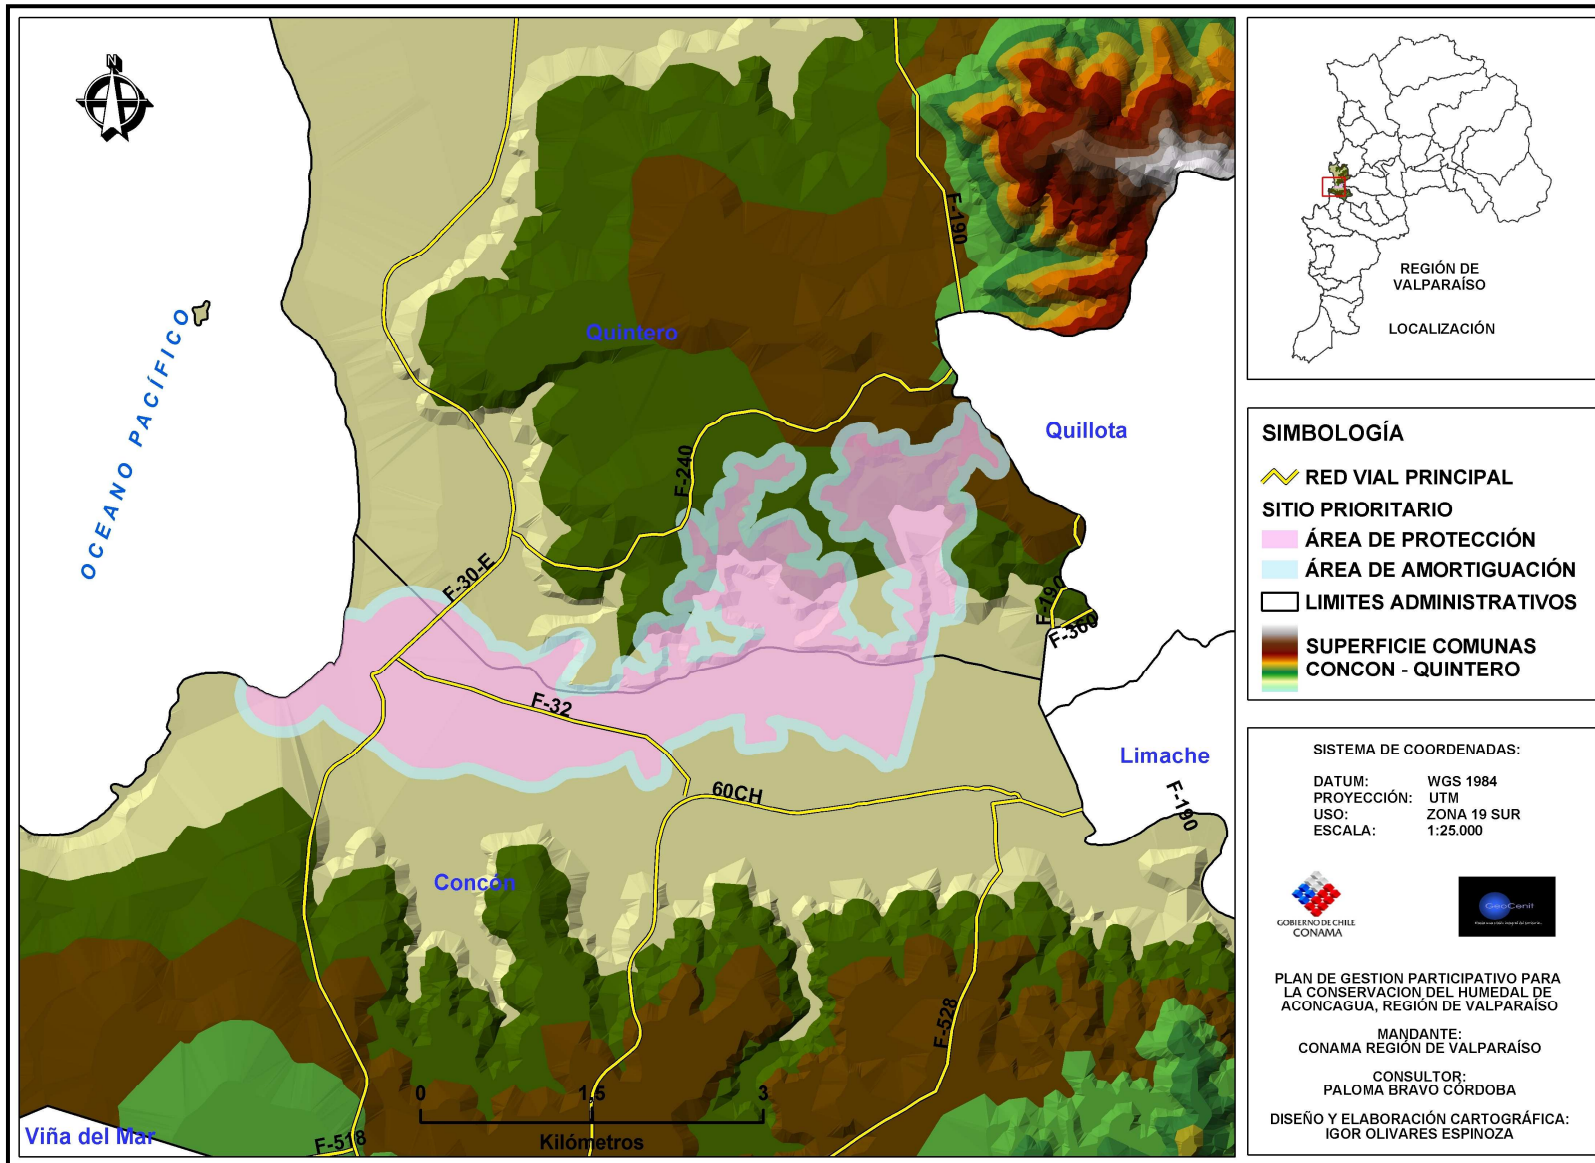 N
OCEANO PACÍFICO
Quintero
Quillota
Limache
Concón
Viña del Mar
F-190
F-240
F-30-E
F-190
F-360
F-32
60CH
F-190
F-528
F-518
0 1,5 3
Kilómetros
REGIÓN DE
VALPARAÍSO
LOCALIZACIÓN
SIMBOLOGÍA
RED VIAL PRINCIPAL
SITIO PRIORITARIO
ÁREA DE PROTECCIÓN
ÁREA DE AMORTIGUACIÓN
LIMITES ADMINISTRATIVOS
SUPERFICIE COMUNAS
CONCON - QUINTERO
SISTEMA DE COORDENADAS:
DATUM: WGS 1984
PROYECCIÓN: UTM
USO: ZONA 19 SUR
ESCALA: 1:25.000
GOBIERNO DE CHILE
CONAMA
GeoCenit
PLAN DE GESTION PARTICIPATIVO PARA
LA CONSERVACION DEL HUMEDAL DE
ACONCAGUA, REGIÓN DE VALPARAÍSO
MANDANTE:
CONAMA REGIÓN DE VALPARAÍSO
CONSULTOR:
PALOMA BRAVO CÓRDOBA
DISEÑO Y ELABORACIÓN CARTOGRÁFICA:
IGOR OLIVARES ESPINOZA